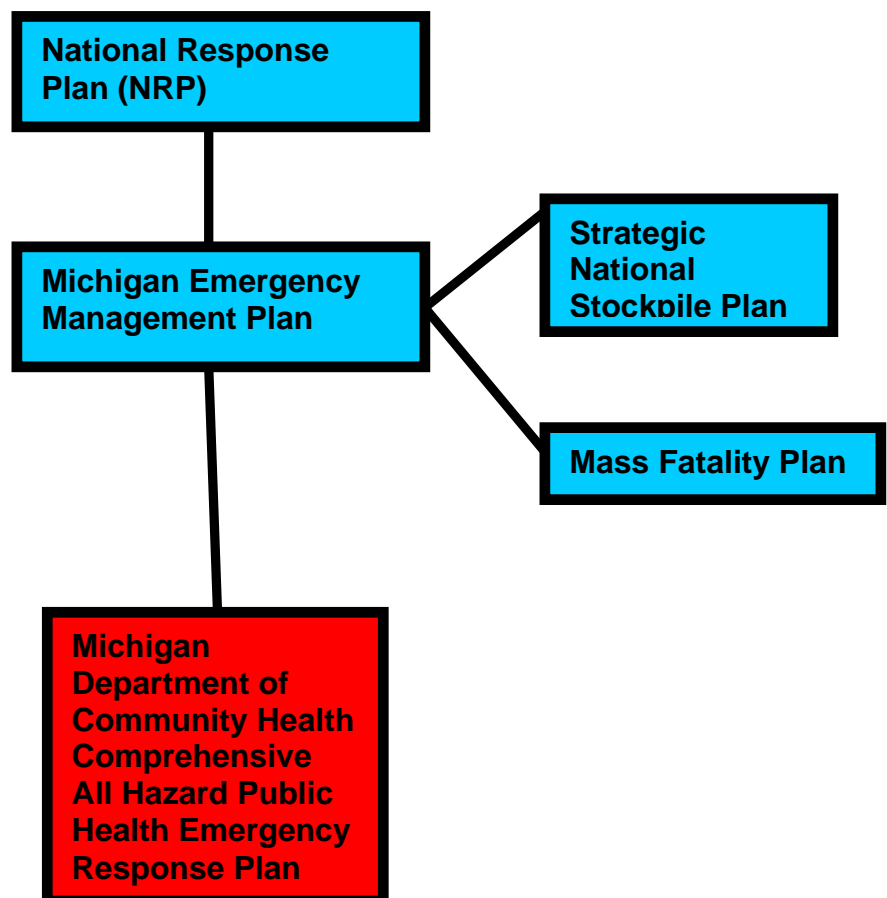 National Response
Plan (NRP)
Michigan Emergency
Management Plan
Strategic
National
Stockpile Plan
Mass Fatality Plan
Michigan
Department of
Community Health
Comprehensive
All Hazard Public
Health Emergency
Response Plan